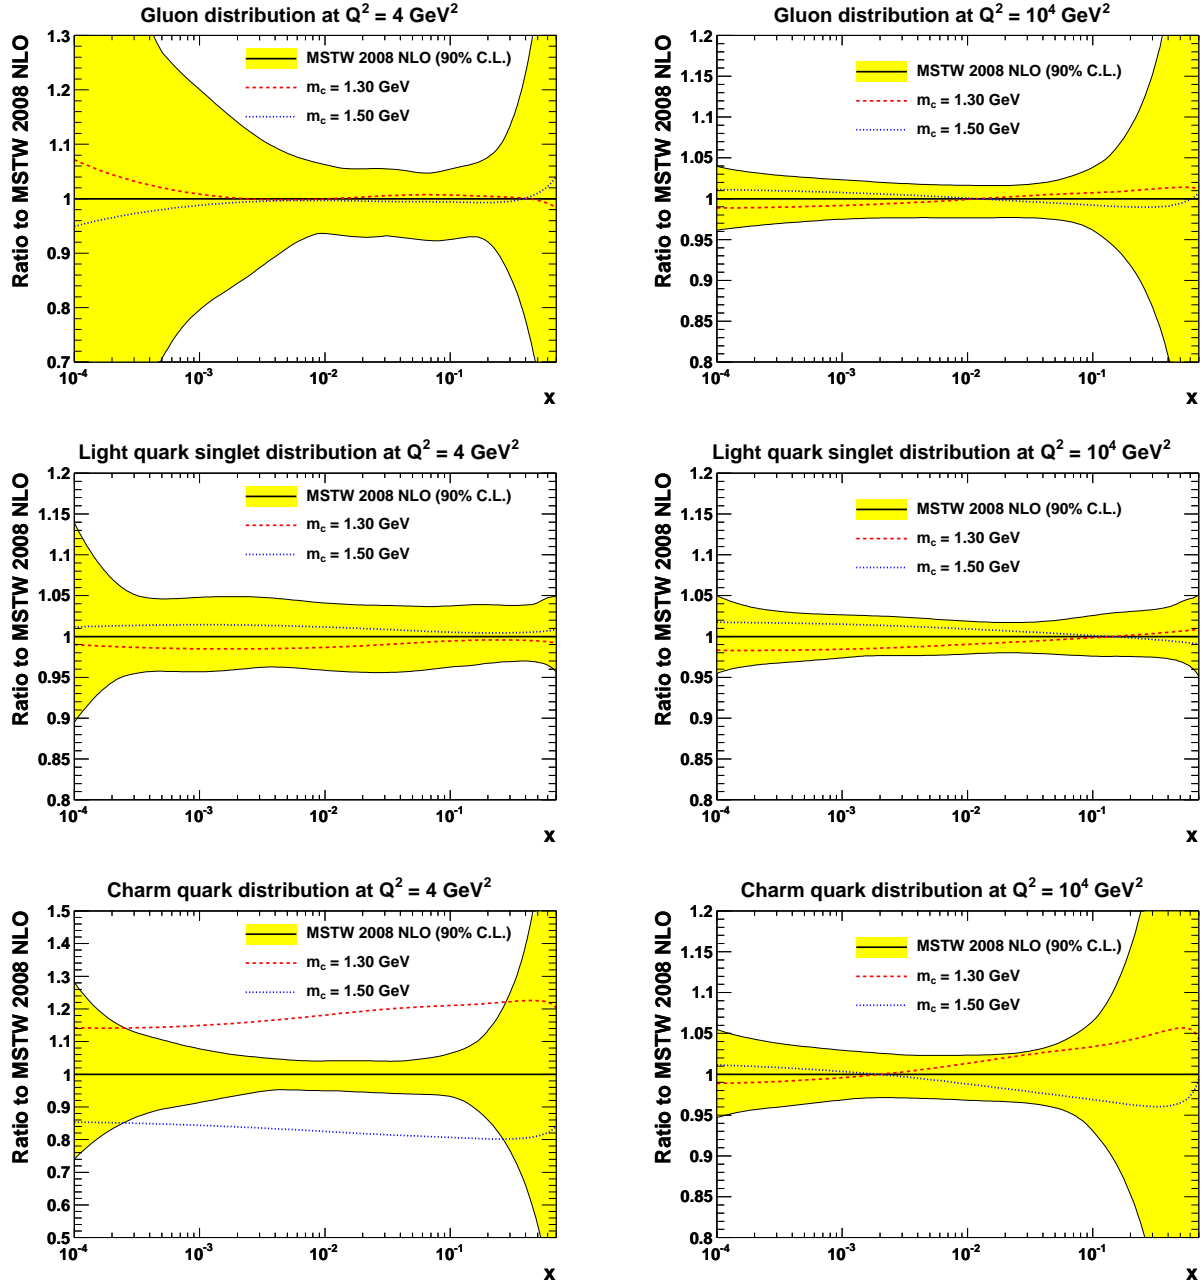 Gluon distribution at Q² = 4 GeV²
Ratio to MSTW 2008 NLO
1.3
1.2
1.1
1
0.9
0.8
0.7
MSTW 2008 NLO (90% C.L.)
m_c = 1.30 GeV
m_c = 1.50 GeV
10⁻⁴
10⁻³
10⁻²
10⁻¹
x
Gluon distribution at Q² = 10⁴ GeV²
Ratio to MSTW 2008 NLO
1.2
1.15
1.1
1.05
1
0.95
0.9
0.85
0.8
MSTW 2008 NLO (90% C.L.)
m_c = 1.30 GeV
m_c = 1.50 GeV
10⁻⁴
10⁻³
10⁻²
10⁻¹
x
Light quark singlet distribution at Q² = 4 GeV²
Ratio to MSTW 2008 NLO
1.2
1.15
1.1
1.05
1
0.95
0.9
0.85
0.8
MSTW 2008 NLO (90% C.L.)
m_c = 1.30 GeV
m_c = 1.50 GeV
10⁻⁴
10⁻³
10⁻²
10⁻¹
x
Light quark singlet distribution at Q² = 10⁴ GeV²
Ratio to MSTW 2008 NLO
1.2
1.15
1.1
1.05
1
0.95
0.9
0.85
0.8
MSTW 2008 NLO (90% C.L.)
m_c = 1.30 GeV
m_c = 1.50 GeV
10⁻⁴
10⁻³
10⁻²
10⁻¹
x
Charm quark distribution at Q² = 4 GeV²
Ratio to MSTW 2008 NLO
1.5
1.4
1.3
1.2
1.1
1
0.9
0.8
0.7
0.6
0.5
MSTW 2008 NLO (90% C.L.)
m_c = 1.30 GeV
m_c = 1.50 GeV
10⁻⁴
10⁻³
10⁻²
10⁻¹
x
Charm quark distribution at Q² = 10⁴ GeV²
Ratio to MSTW 2008 NLO
1.2
1.15
1.1
1.05
1
0.95
0.9
0.85
0.8
MSTW 2008 NLO (90% C.L.)
m_c = 1.30 GeV
m_c = 1.50 GeV
10⁻⁴
10⁻³
10⁻²
10⁻¹
x